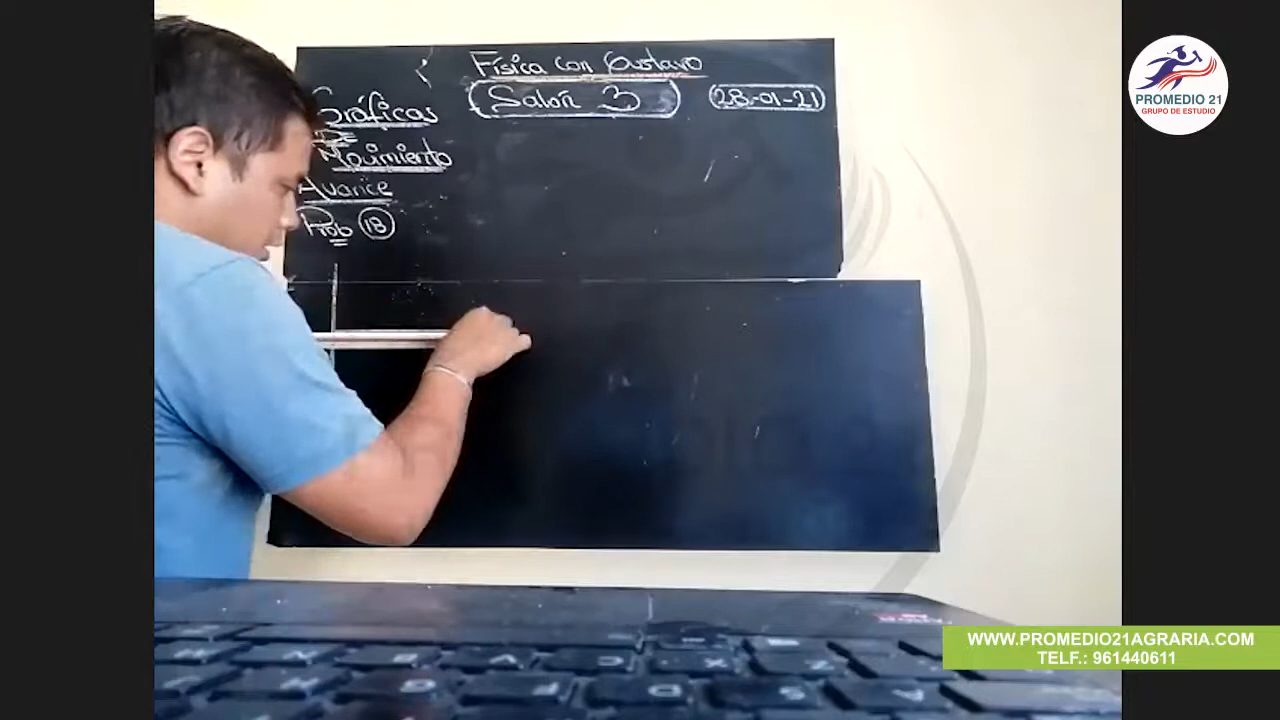 Física con Gustavo
Salón 3
28-01-21
Gráficas
De
Movimiento
Avance
Prob 18
PROMEDIO 21
GRUPO DE ESTUDIO
WWW.PROMEDIO21AGRARIA.COM
TELF.: 961440611